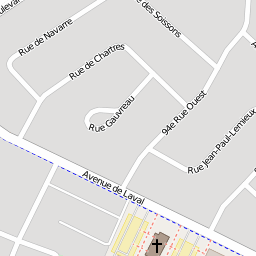 Rue de Navarre
Rue de Chartres
des Soissons
Rue Gauvreau
94e Rue Ouest
Rue Jean-Paul-Lemieux
Avenue de Laval